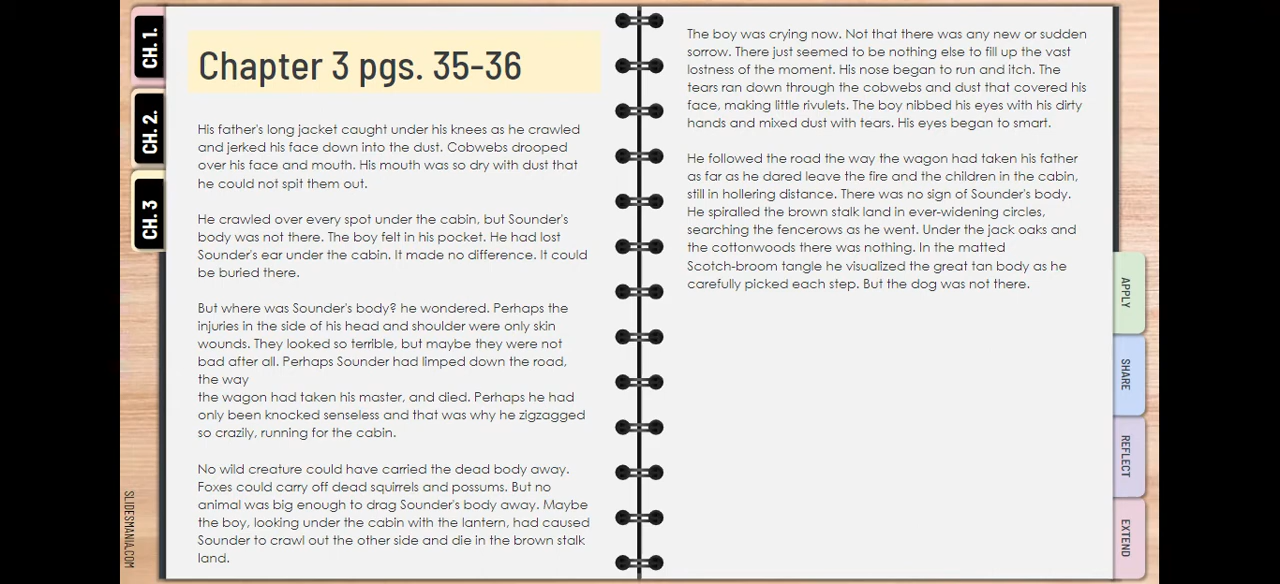 CH. 1.
CH. 2.
CH. 3
Chapter 3 pgs. 35-36
His father's long jacket caught under his knees as he crawled
and jerked his face down into the dust. Cobwebs drooped
over his face and mouth. His mouth was so dry with dust that
he could not spit them out.
He crawled over every spot under the cabin, but Sounder's
body was not there. The boy felt in his pocket. He had lost
Sounder's ear under the cabin. It made no difference. It could
be buried there.
But where was Sounder's body? he wondered. Perhaps the
injuries in the side of his head and shoulder were only skin
wounds. They looked so terrible, but maybe they were not
bad after all. Perhaps Sounder had limped down the road,
the way
the wagon had taken his master, and died. Perhaps he had
only been knocked senseless and that was why he zigzagged
so crazily, running for the cabin.
No wild creature could have carried the dead body away.
Foxes could carry off dead squirrels and possums. But no
animal was big enough to drag Sounder's body away. Maybe
the boy, looking under the cabin with the lantern, had caused
Sounder to crawl out the other side and die in the brown stalk
land.
The boy was crying now. Not that there was any new or sudden
sorrow. There just seemed to be nothing else to fill up the vast
lostness of the moment. His nose began to run and itch. The
tears ran down through the cobwebs and dust that covered his
face, making little rivulets. The boy nibbed his eyes with his dirty
hands and mixed dust with tears. His eyes began to smart.
He followed the road the way the wagon had taken his father
as far as he dared leave the fire and the children in the cabin,
still in hollering distance. There was no sign of Sounder's body.
He spiralled the brown stalk land in ever-widening circles,
searching the fencerows as he went. Under the jack oaks and
the cottonwoods there was nothing. In the matted
Scotch-broom tangle he visualized the great tan body as he
carefully picked each step. But the dog was not there.
APPLY
SHARE
REFLECT
EXTEND
SLIDESMANIA.COM